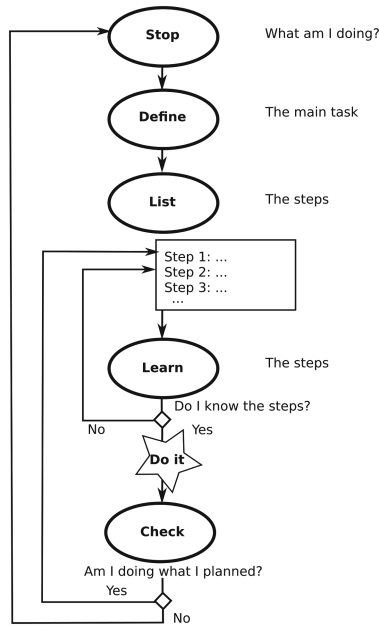 Stop
What am I doing?
Define
The main task
List
The steps
Step 1: ...
Step 2: ...
Step 3: ...
...
Learn
The steps
Do I know the steps?
No
Yes
Do it
Check
Am I doing what I planned?
Yes
No